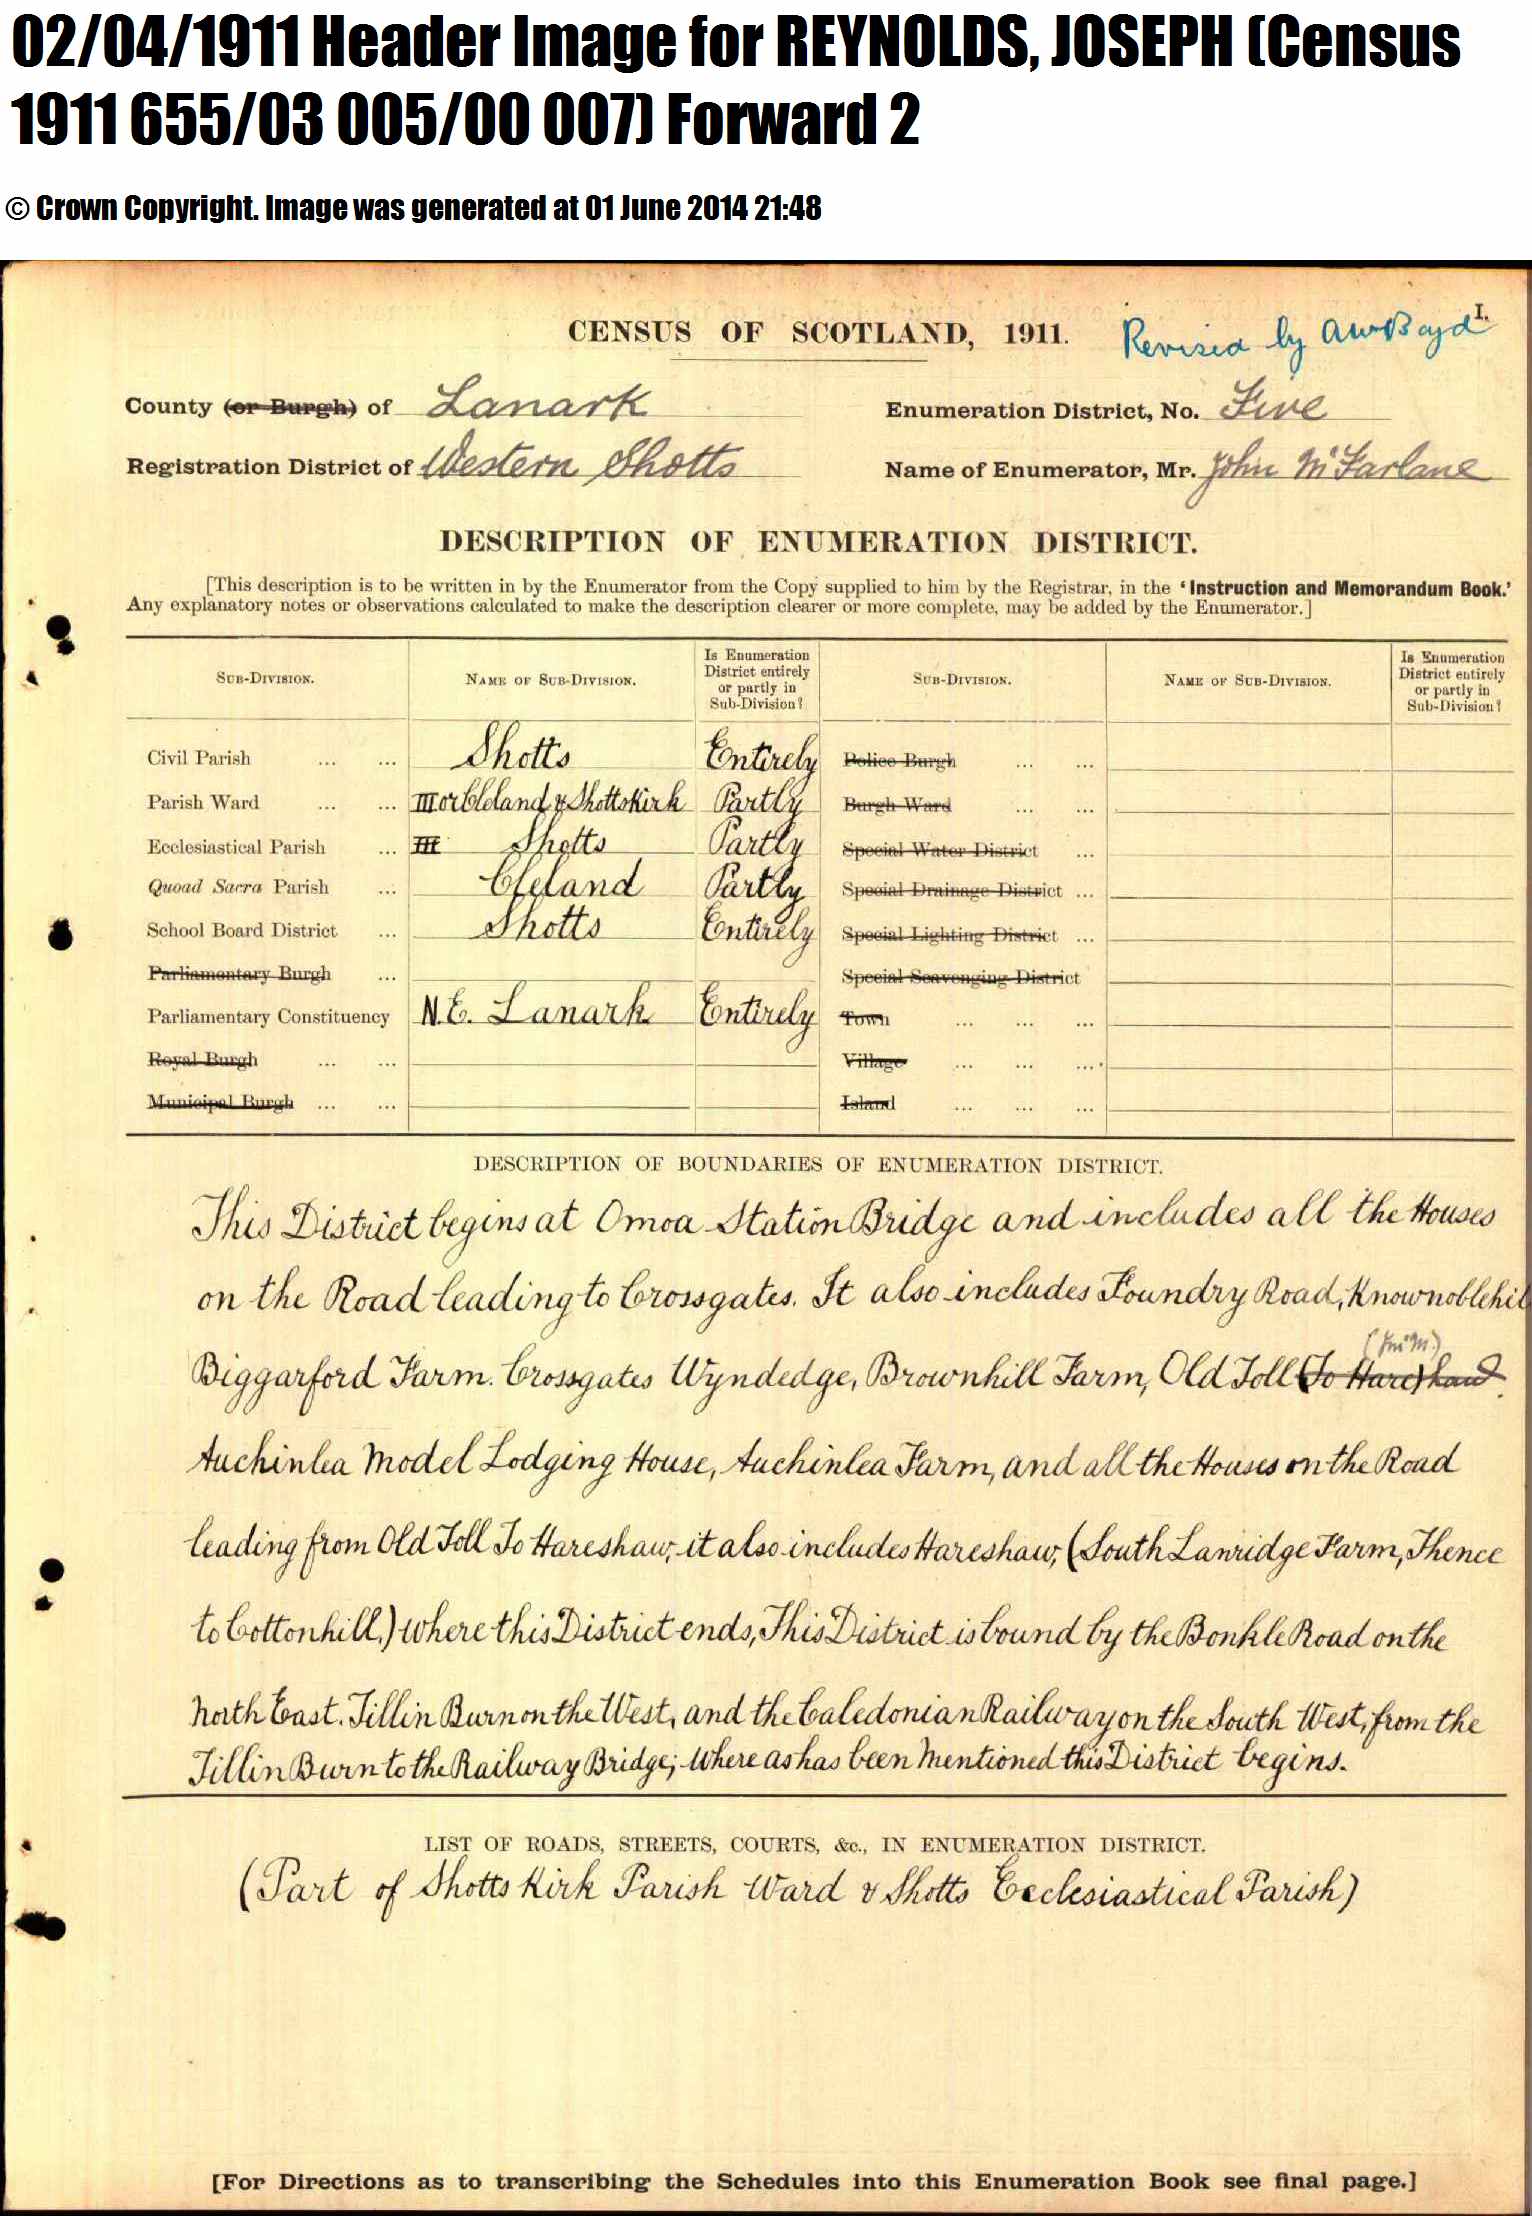 02/04/1911 Header Image for REYNOLDS, JOSEPH (Census
1911 655/03 005/00 007) Forward 2
© Crown Copyright. Image was generated at 01 June 2014 21:48
I.
CENSUS OF SCOTLAND, 1911. Revised by AWBoyd
County (or Burgh) of Lanark Enumeration District, No. Five
Registration District of Western Shotts Name of Enumerator, Mr. John McFarlane
DESCRIPTION OF ENUMERATION DISTRICT.
[This description is to be written in by the Enumerator from the Copy supplied to him by the Registrar, in the 'Instruction and Memorandum Book.'
Any explanatory notes or observations calculated to make the description clearer or more complete, may be added by the Enumerator.]
SUB-DIVISION. NAME OF SUB-DIVISION. Is Enumeration District entirely or partly in Sub-Division? SUB-DIVISION. NAME OF SUB-DIVISION. Is Enumeration District entirely or partly in Sub-Division?
Civil Parish ... ... Shotts Entirely Police Burgh ... ...
Parish Ward ... ... III or Cleland & Shottskirk Partly Burgh Ward ... ...
Ecclesiastical Parish ... III Shotts Partly Special Water District ...
Quoad Sacra Parish ... Cleland Partly Special Drainage District ...
School Board District ... Shotts Entirely Special Lighting District ...
Parliamentary Burgh ... Special Scavenging District
Parliamentary Constituency N.E. Lanark Entirely Town ... ... ...
Royal Burgh ... ... Village ... ... ...
Municipal Burgh ... ... Island ... ... ...
DESCRIPTION OF BOUNDARIES OF ENUMERATION DISTRICT.
This District begins at Omoa Station Bridge and includes all the Houses
on the Road leading to Crossgates. It also includes Foundry Road, Knownoblehill
Biggarford Farm. Crossgates Wyndedge, Brownhill Farm, Old Toll (To Hare)shaw
Auchinlea Model Lodging House, Auchinlea Farm, and all the Houses on the Road
leading from Old Toll To Hareshaw, it also includes Hareshaw, (South Lanridge Farm, Thence
to Cottonhill,) where this District ends, This District is bound by the Bonkle Road on the
North East. Tillin Burn on the West, and the Caledonian Railway on the South West, from the
Tillin Burn to the Railway Bridge; where as has been mentioned this District begins.
LIST OF ROADS, STREETS, COURTS, &c., IN ENUMERATION DISTRICT.
(Part of Shotts Kirk Parish Ward & Shotts Ecclesiastical Parish)
[For Directions as to transcribing the Schedules into this Enumeration Book see final page.]